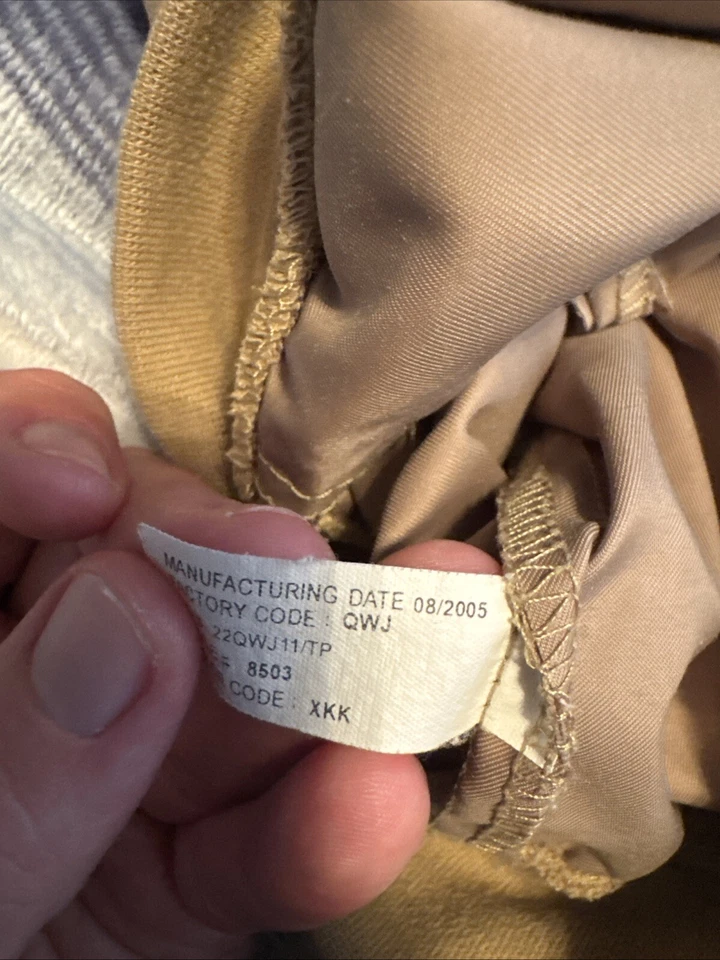 MANUFACTURING DATE 08/2005
CODE : QWJ
22QWJ11/TP
8503
CODE : XKK